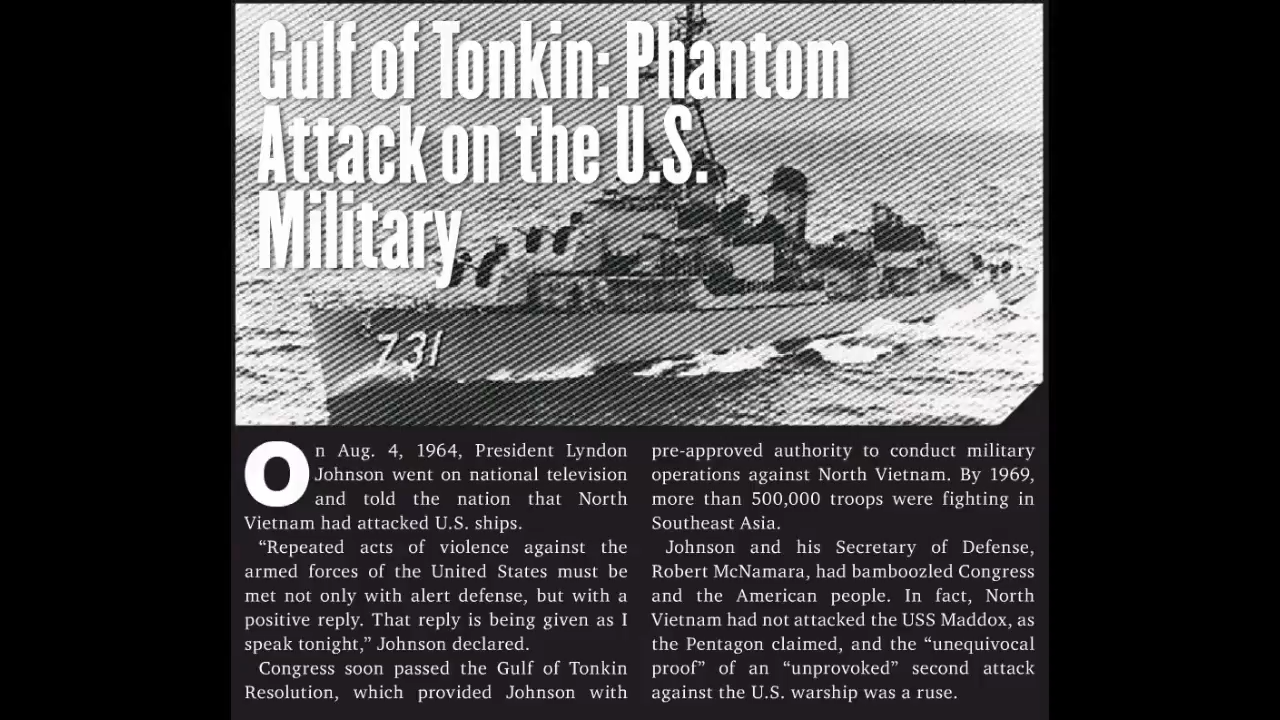 Gulf of Tonkin: Phantom
Attack on the U.S.
Military
731
On Aug. 4, 1964, President Lyndon
Johnson went on national television
and told the nation that North
Vietnam had attacked U.S. ships.
“Repeated acts of violence against the
armed forces of the United States must be
met not only with alert defense, but with a
positive reply. That reply is being given as I
speak tonight,” Johnson declared.
Congress soon passed the Gulf of Tonkin
Resolution, which provided Johnson with
pre-approved authority to conduct military
operations against North Vietnam. By 1969,
more than 500,000 troops were fighting in
Southeast Asia.
Johnson and his Secretary of Defense,
Robert McNamara, had bamboozled Congress
and the American people. In fact, North
Vietnam had not attacked the USS Maddox, as
the Pentagon claimed, and the “unequivocal
proof” of an “unprovoked” second attack
against the U.S. warship was a ruse.